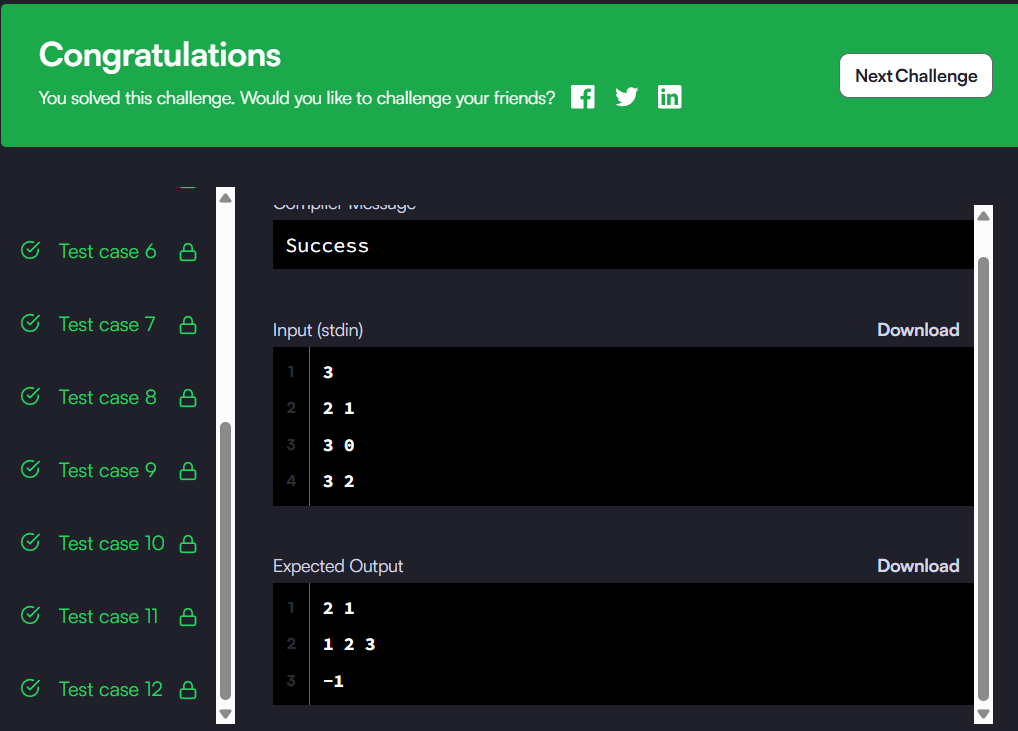 Congratulations
You solved this challenge. Would you like to challenge your friends?
Next Challenge
Test case 6
Test case 7
Test case 8
Test case 9
Test case 10
Test case 11
Test case 12
Compiler Message
Success
Input (stdin)
Download
1 3
2 2 1
3 3 0
4 3 2
Expected Output
Download
1 2 1
2 1 2 3
3 -1